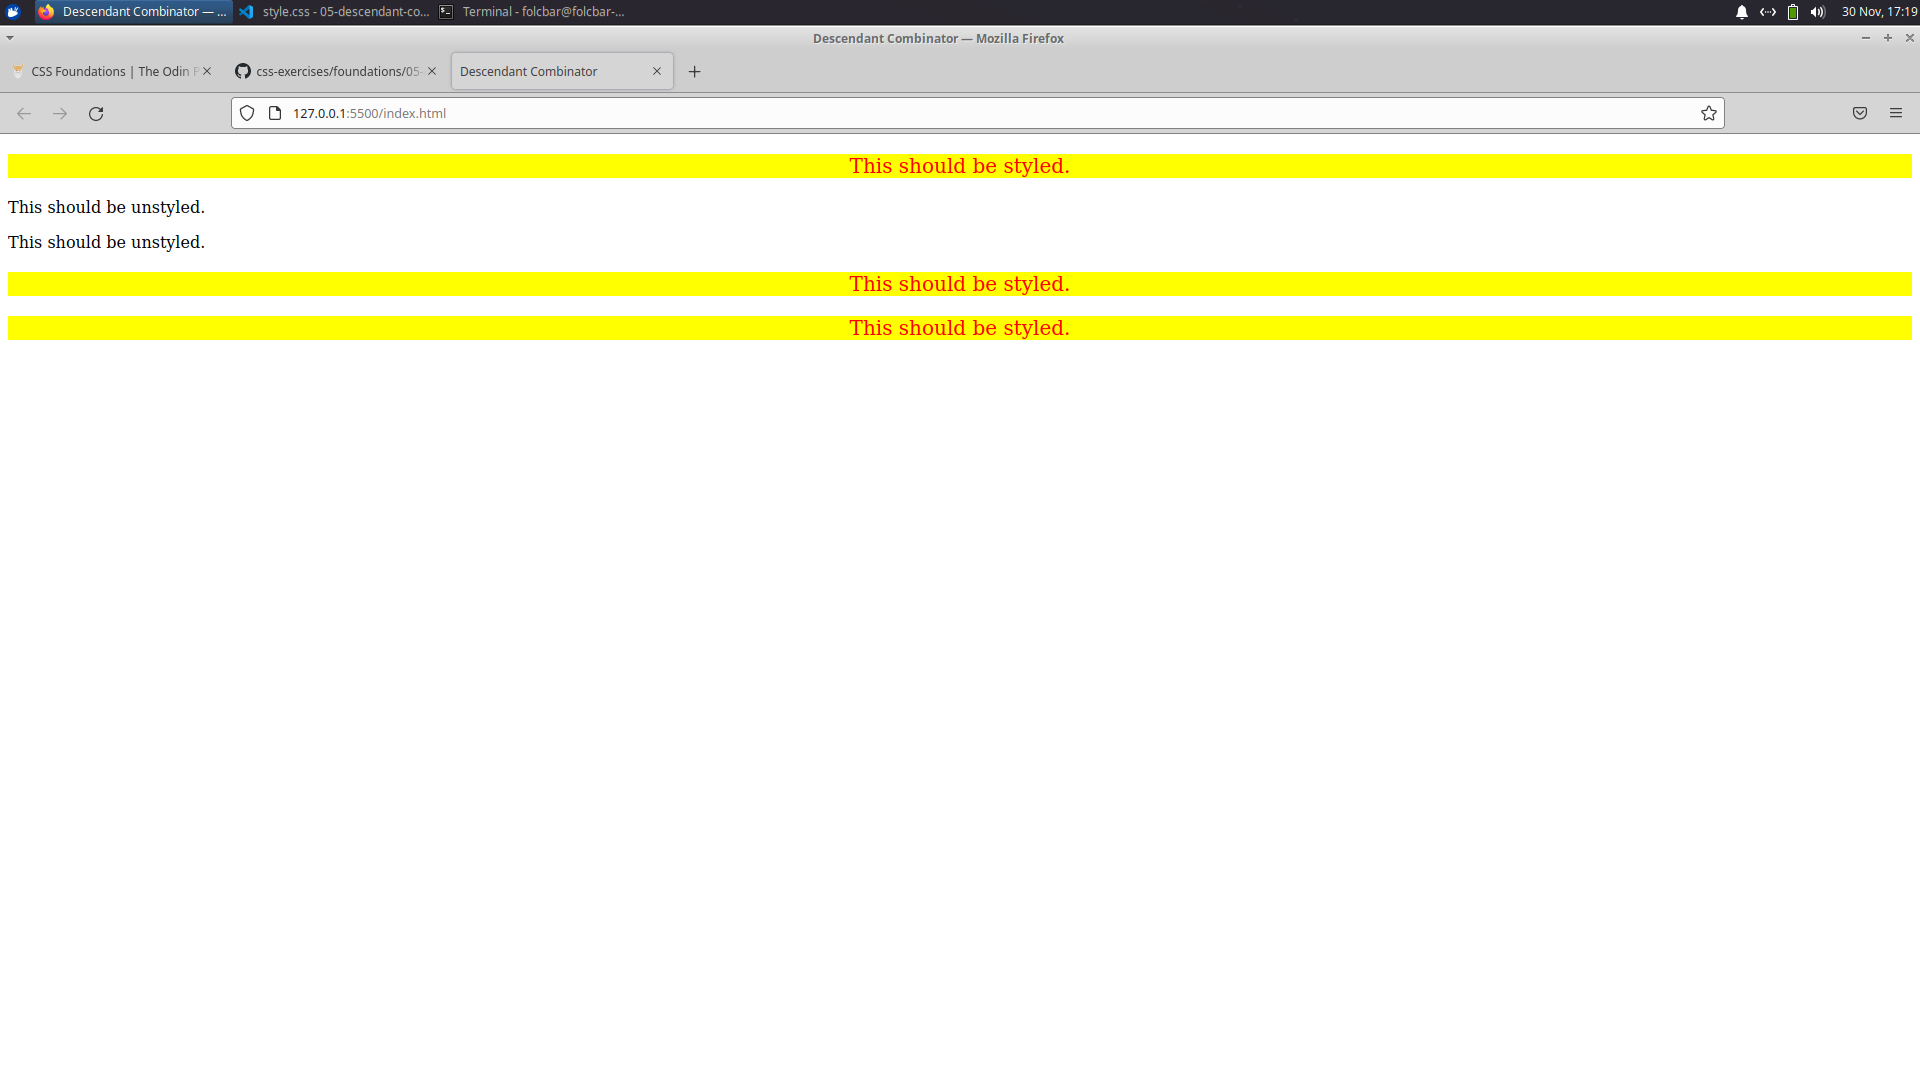 Descendant Combinator — ...
style.css - 05-descendant-co...
Terminal - folcbar@folcbar-...
30 Nov, 17:19
Descendant Combinator — Mozilla Firefox
CSS Foundations | The Odin P
css-exercises/foundations/05-
Descendant Combinator
127.0.0.1:5500/index.html
This should be styled.
This should be unstyled.
This should be unstyled.
This should be styled.
This should be styled.